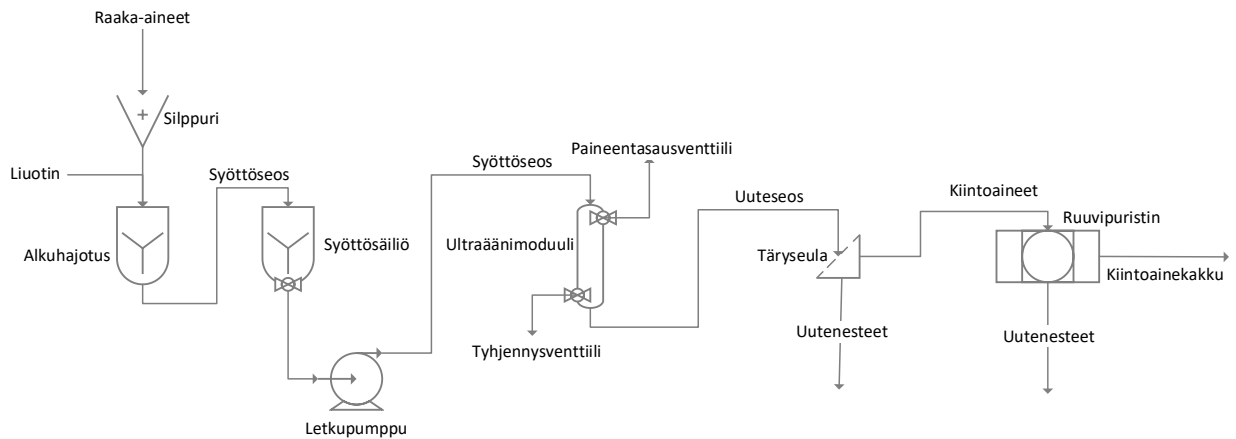 Raaka-aineet
Silppuri
Liuotin
Alkuhajotus
Syöttöseos
Syöttösäiliö
Letkupumppu
Syöttöseos
Paineentasausventtiili
Ultraäänimoduuli
Tyhjennysventtiili
Uuteseos
Täryseula
Uutenesteet
Kiintoaineet
Ruuvipuristin
Kiintoainekakku
Uutenesteet